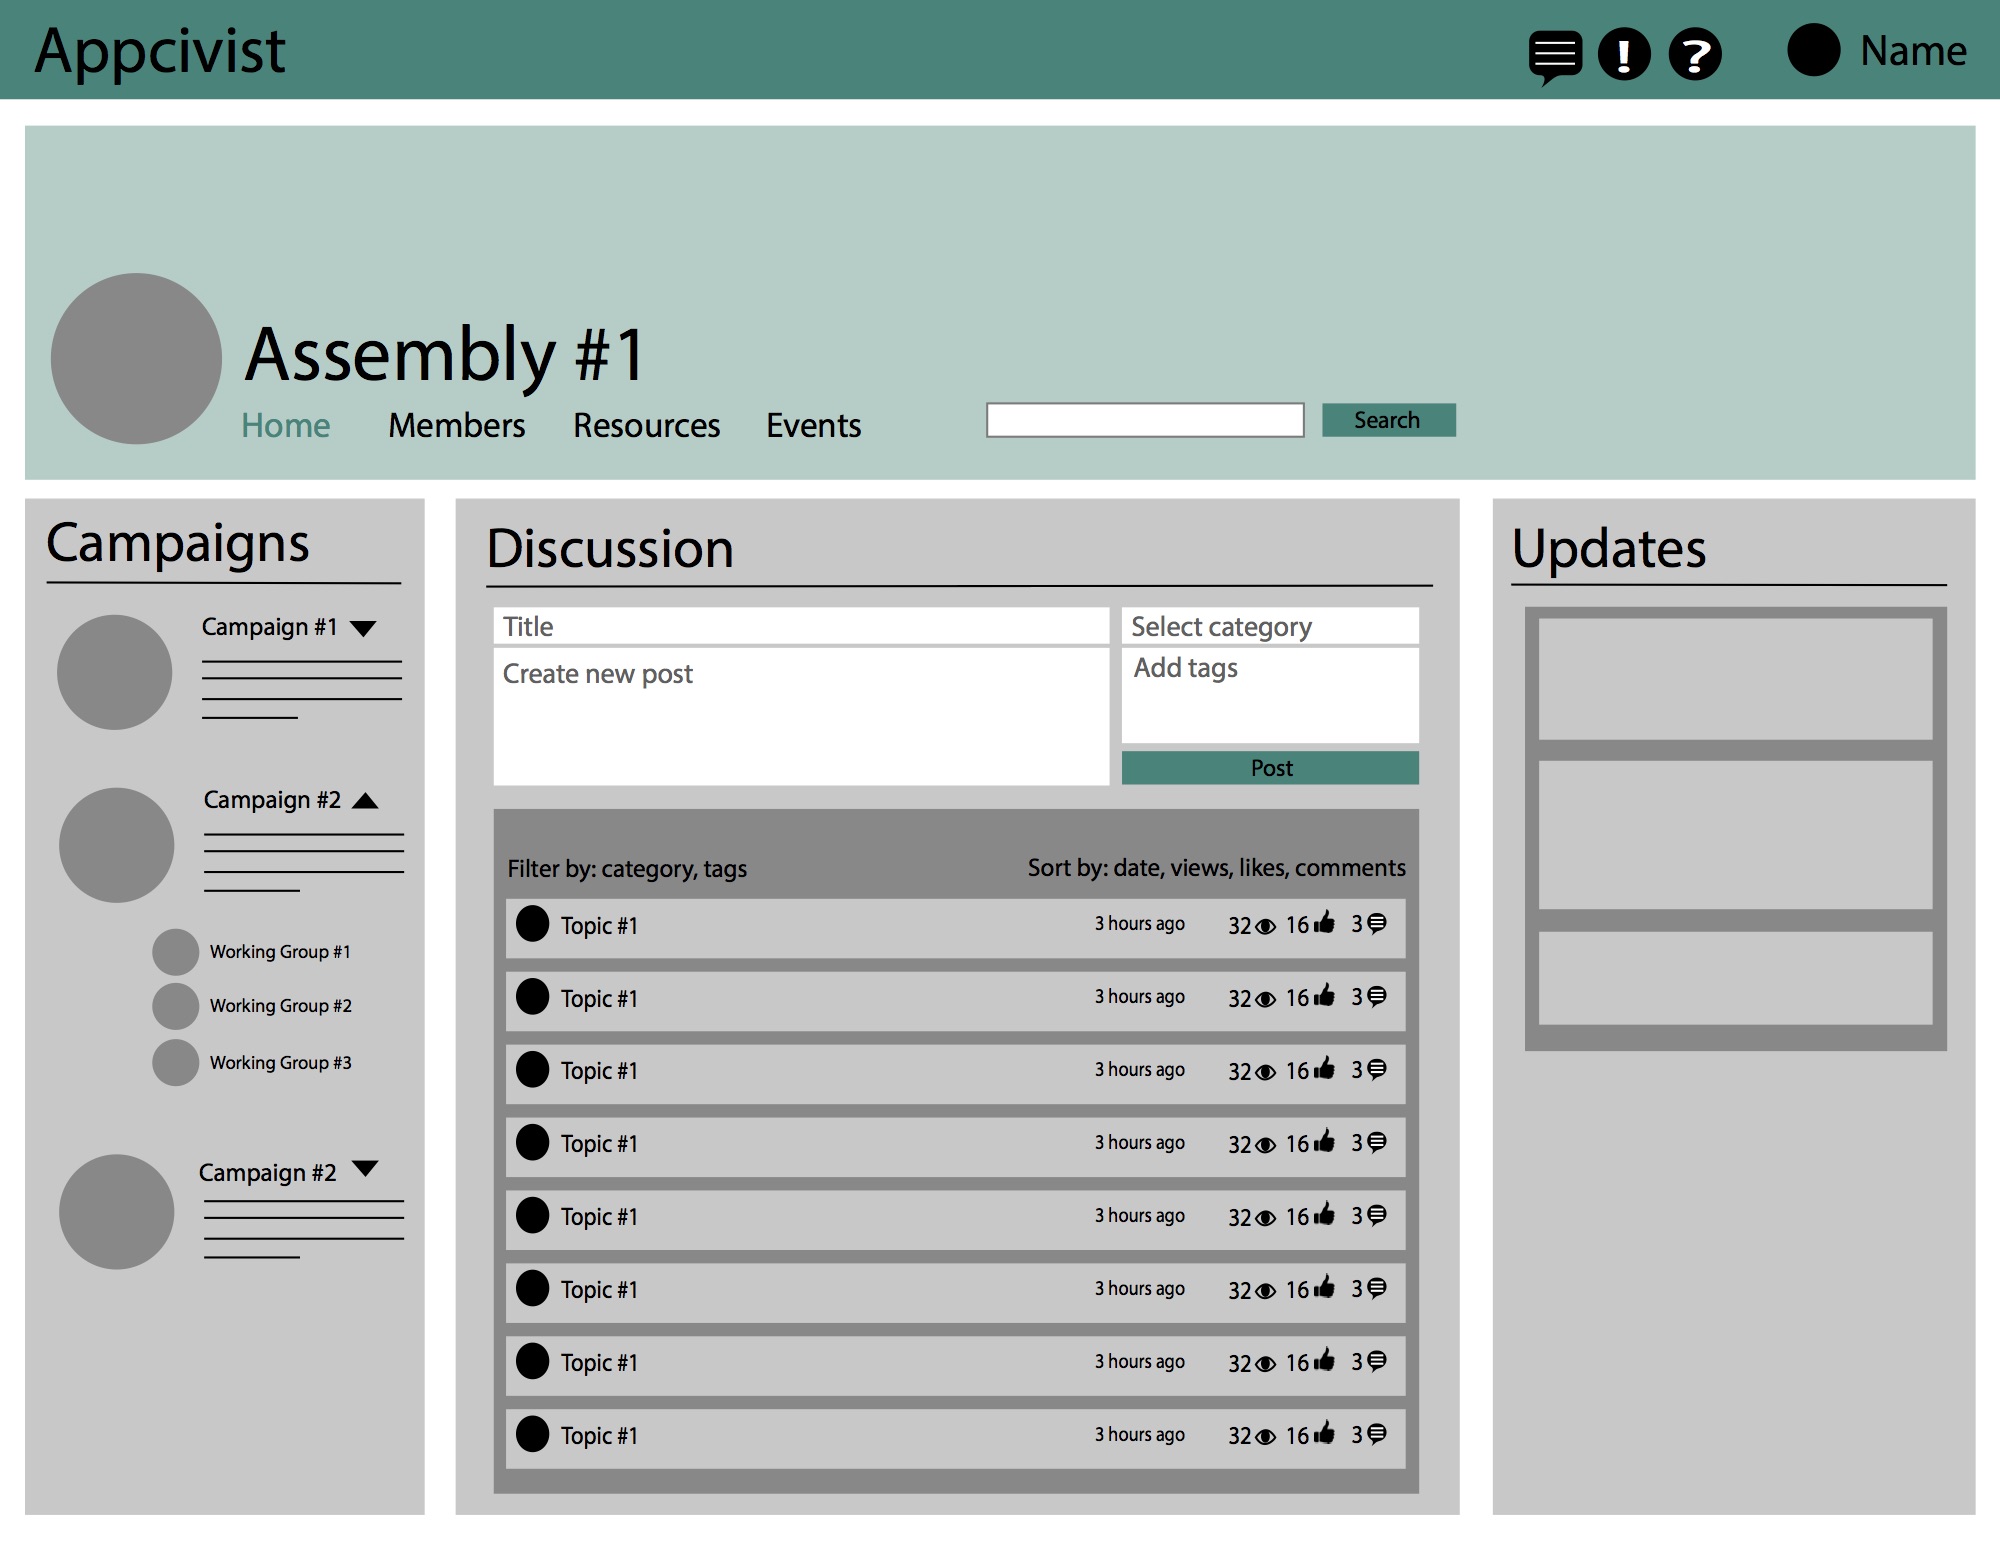 Appcivist
! ? Name
Assembly #1
Home Members Resources Events Search
Campaigns
Campaign #1
Campaign #2
Working Group #1
Working Group #2
Working Group #3
Campaign #2
Discussion
Title Select category
Create new post Add tags
Post
Filter by: category, tags Sort by: date, views, likes, comments
Topic #1 3 hours ago 32 16 3
Topic #1 3 hours ago 32 16 3
Topic #1 3 hours ago 32 16 3
Topic #1 3 hours ago 32 16 3
Topic #1 3 hours ago 32 16 3
Topic #1 3 hours ago 32 16 3
Topic #1 3 hours ago 32 16 3
Topic #1 3 hours ago 32 16 3
Updates